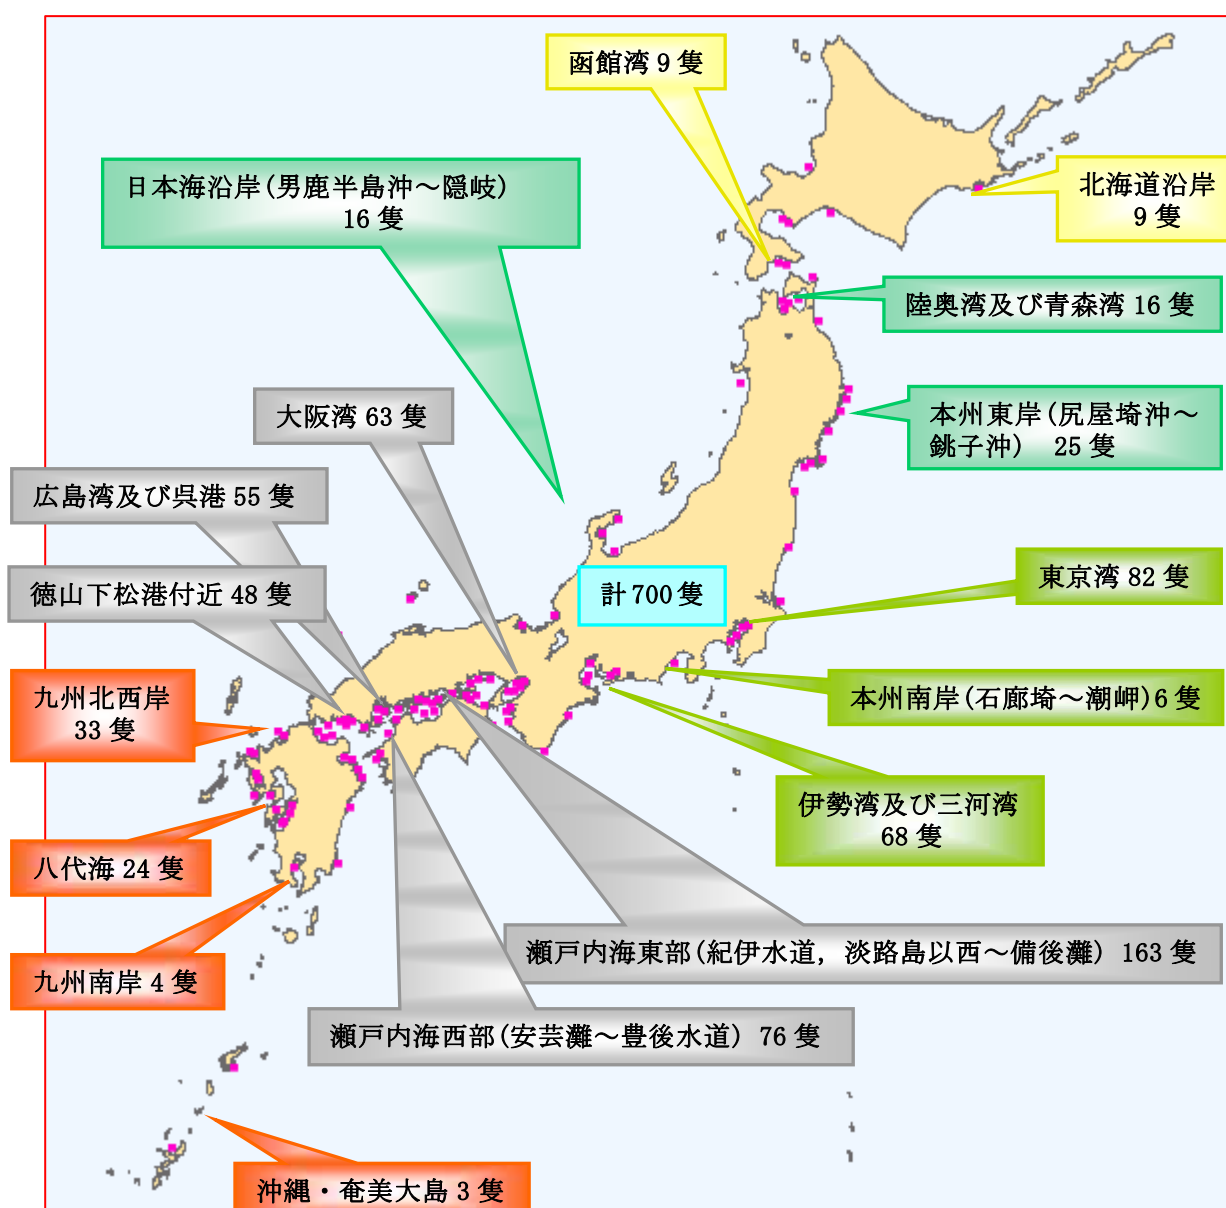 函館湾 9 隻
北海道沿岸
9 隻
日本海沿岸(男鹿半島沖～隠岐)
16 隻
陸奥湾及び青森湾 16 隻
大阪湾 63 隻
本州東岸(尻屋埼沖～
銚子沖) 25 隻
広島湾及び呉港 55 隻
徳山下松港付近 48 隻
計 700 隻
東京湾 82 隻
九州北西岸
33 隻
本州南岸(石廊埼～潮岬)6 隻
伊勢湾及び三河湾
68 隻
八代海 24 隻
瀬戸内海東部(紀伊水道，淡路島以西～備後灘) 163 隻
九州南岸 4 隻
瀬戸内海西部(安芸灘～豊後水道) 76 隻
沖縄・奄美大島 3 隻